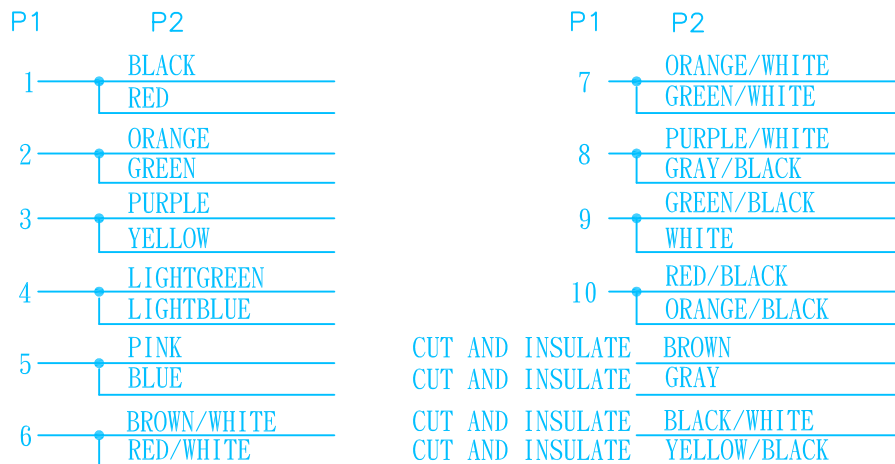 P1 P2
1 BLACK
RED
2 ORANGE
GREEN
3 PURPLE
YELLOW
4 LIGHTGREEN
LIGHTBLUE
5 PINK
BLUE
6 BROWN/WHITE
RED/WHITE
P1 P2
7 ORANGE/WHITE
GREEN/WHITE
8 PURPLE/WHITE
GRAY/BLACK
9 GREEN/BLACK
WHITE
10 RED/BLACK
ORANGE/BLACK
CUT AND INSULATE BROWN
CUT AND INSULATE GRAY
CUT AND INSULATE BLACK/WHITE
CUT AND INSULATE YELLOW/BLACK